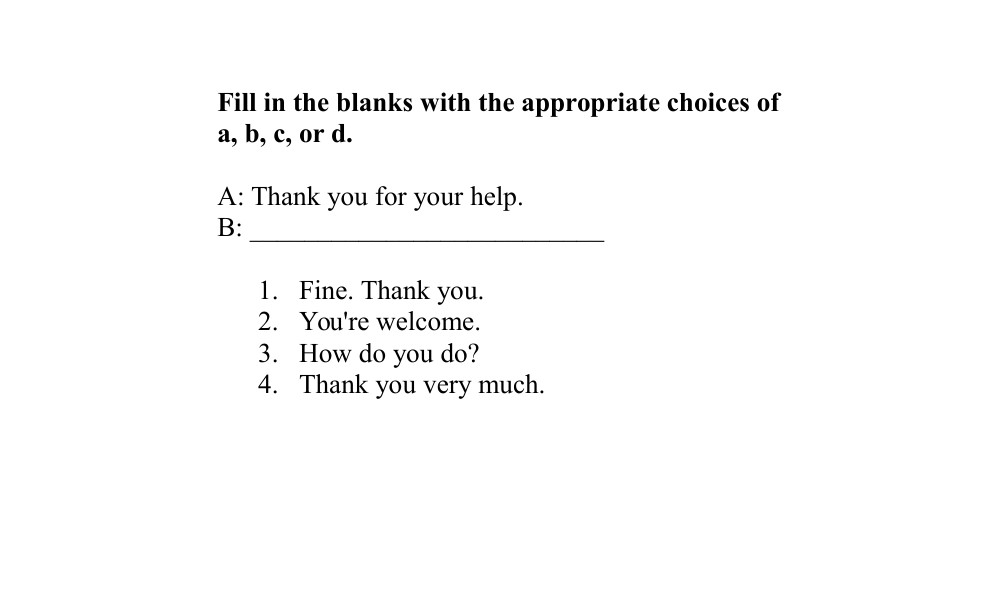 Fill in the blanks with the appropriate choices of
a, b, c, or d.
A: Thank you for your help.
B: __________________________
1. Fine. Thank you.
2. You're welcome.
3. How do you do?
4. Thank you very much.